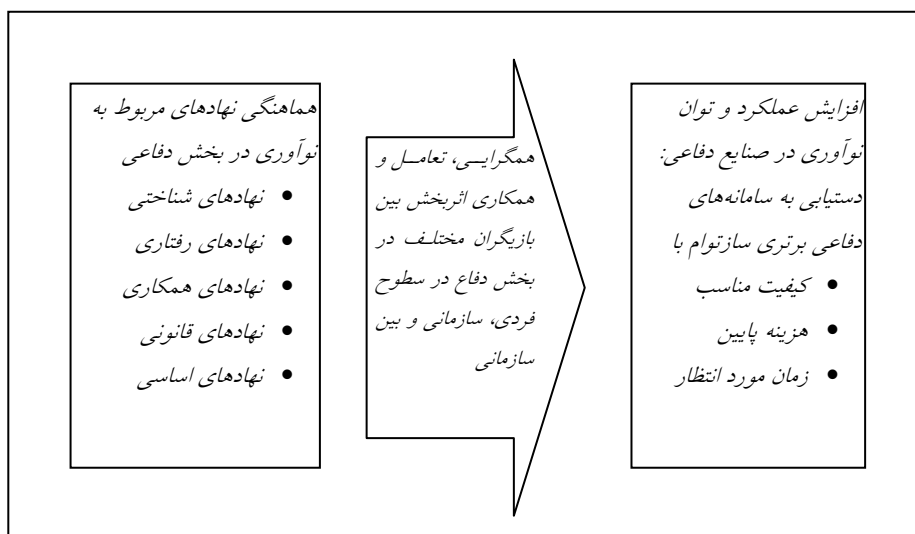 هماهنگی نهادهای مربوط به
نوآوری در بخش دفاعی
• نهادهای شناختی
• نهادهای رفتاری
• نهادهای همکاری
• نهادهای قانونی
• نهادهای اساسی
همگرایی، تعامل و
همکاری اثربخش بین
بازیگران مختلف در
بخش دفاع در سطوح
فردی، سازمانی و بین
سازمانی
افزایش عملکرد و توان
نوآوری در صنایع دفاعی:
دستیابی به سامانه‌های
دفاعی برتری سازتوام با
• کیفیت مناسب
• هزینه پایین
• زمان مورد انتظار